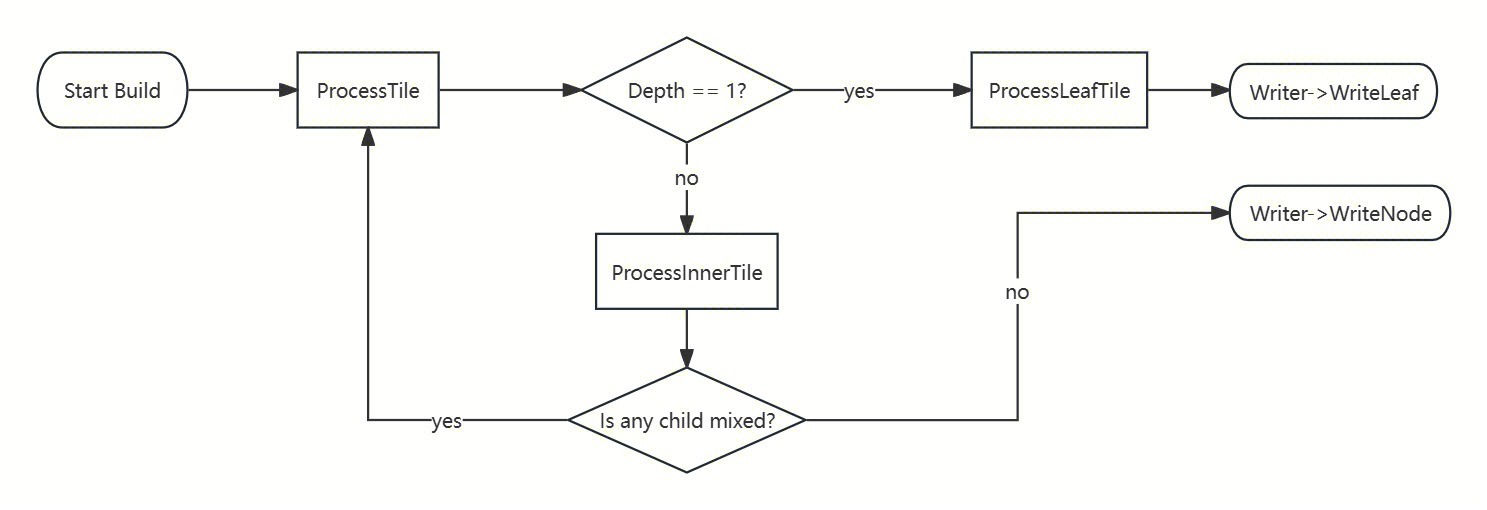 Start Build
ProcessTile
Depth == 1?
yes
ProcessLeafTile
Writer->WriteLeaf
no
Writer->WriteNode
ProcessInnerTile
no
yes
Is any child mixed?